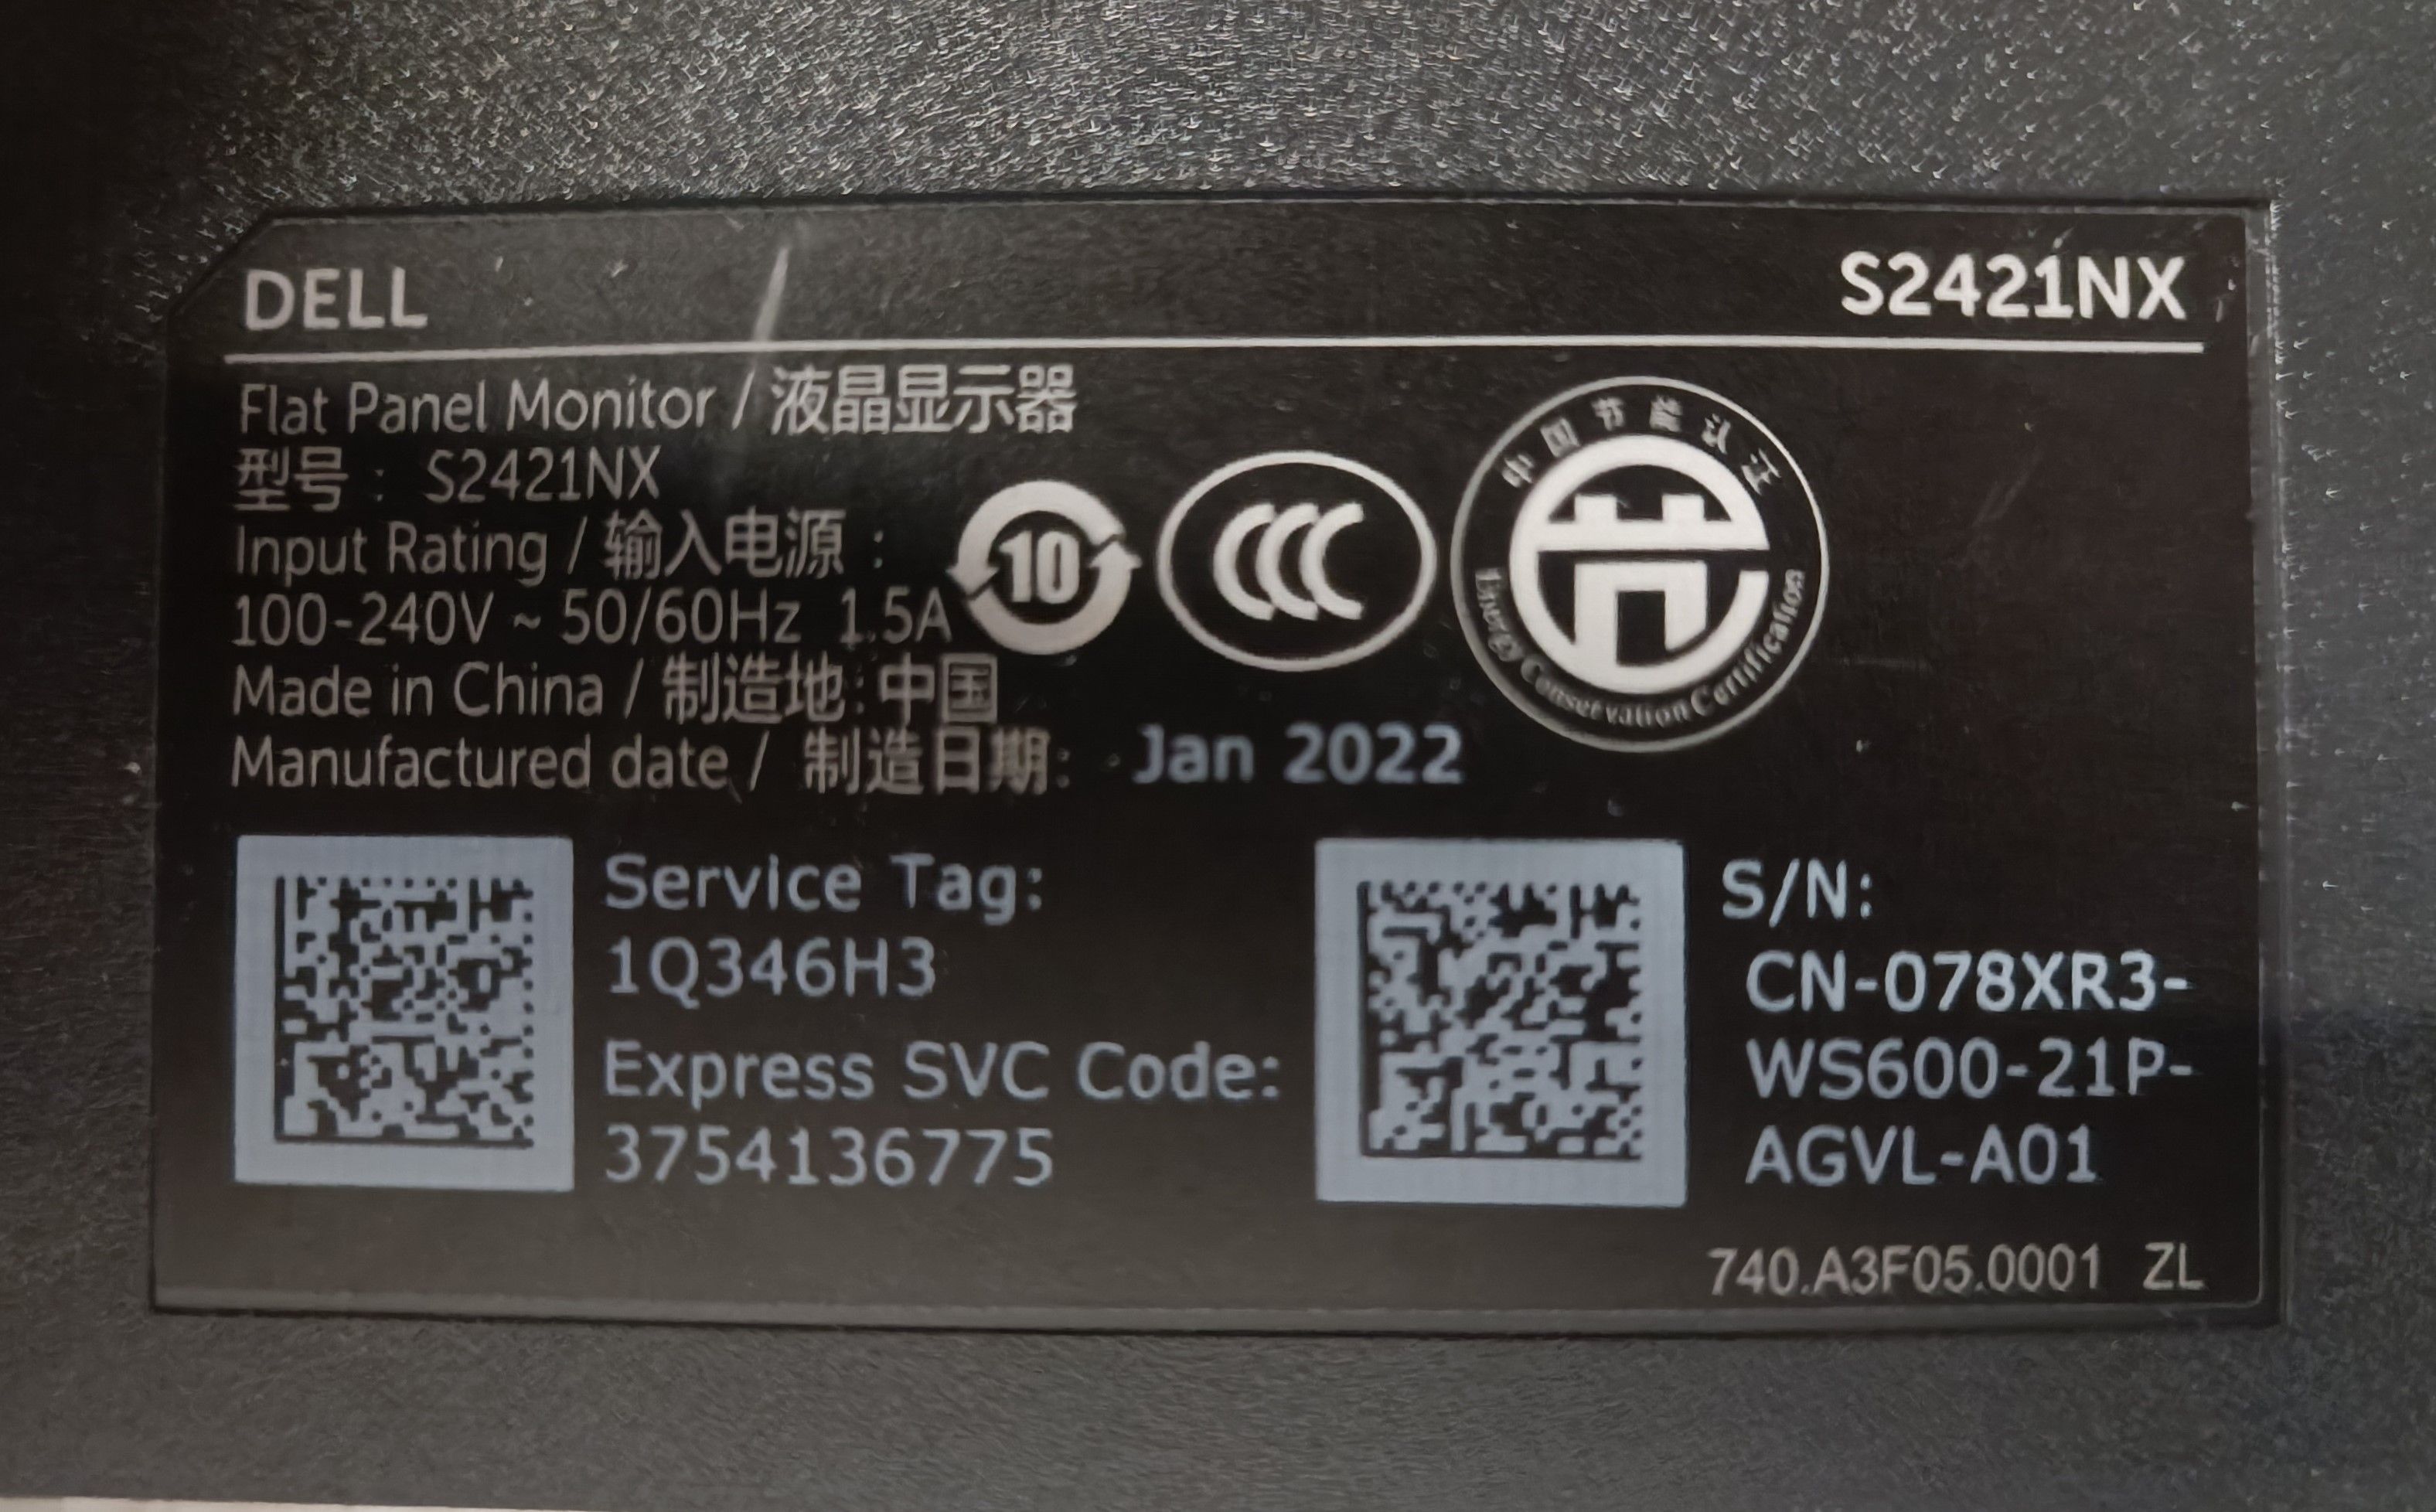 DELL
S2421NX
Flat Panel Monitor / 液晶显示器
型号： S2421NX
Input Rating / 输入电源：
100-240V ~ 50/60Hz 1.5A
Made in China / 制造地：中国
Manufactured date / 制造日期： Jan 2022
10
CCC
中国节能认证
Energy Conservation Certification
Service Tag:
1Q346H3
Express SVC Code:
3754136775
S/N:
CN-078XR3-
WS600-21P-
AGVL-A01
740.A3F05.0001 ZL